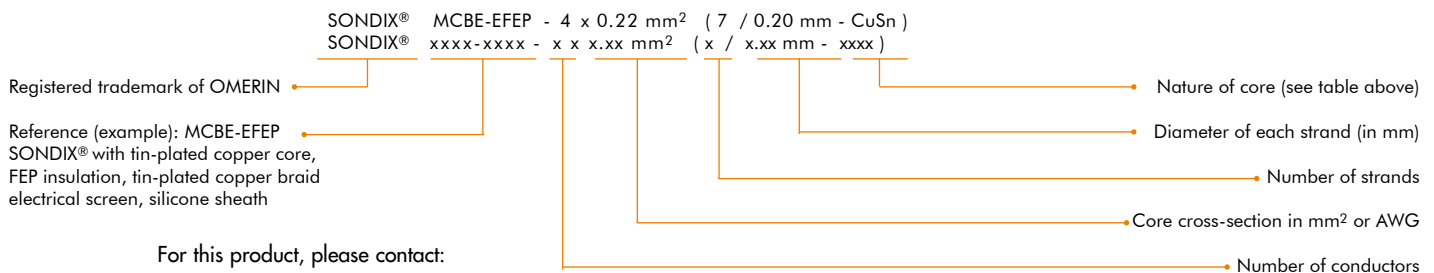 SONDIX® MCBE-EFEP - 4 x 0.22 mm² ( 7 / 0.20 mm - CuSn )
SONDIX® xxxx-xxxx - x x x.xx mm² ( x / x.xx mm - xxxx )
Registered trademark of OMERIN
Nature of core (see table above)
Reference (example): MCBE-EFEP
SONDIX® with tin-plated copper core,
FEP insulation, tin-plated copper braid
electrical screen, silicone sheath
Diameter of each strand (in mm)
Number of strands
Core cross-section in mm² or AWG
For this product, please contact:
Number of conductors